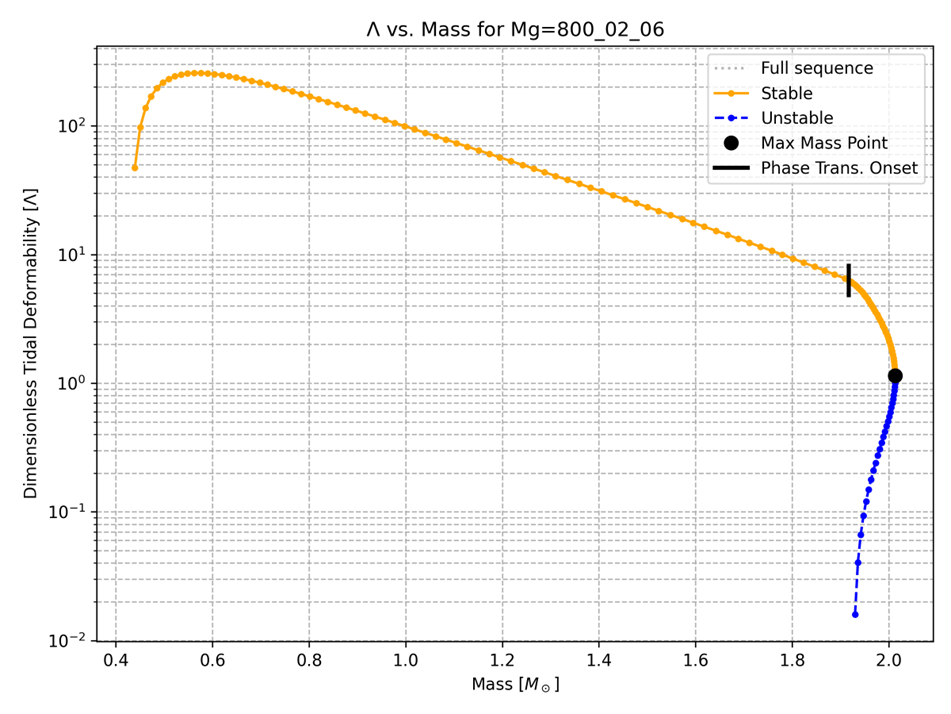 Λ vs. Mass for Mg=800_02_06
Full sequence
Stable
Unstable
Max Mass Point
Phase Trans. Onset
Dimensionless Tidal Deformability [Λ]
10²
10¹
10⁰
10⁻¹
10⁻²
0.4 0.6 0.8 1.0 1.2 1.4 1.6 1.8 2.0
Mass [M⊙]